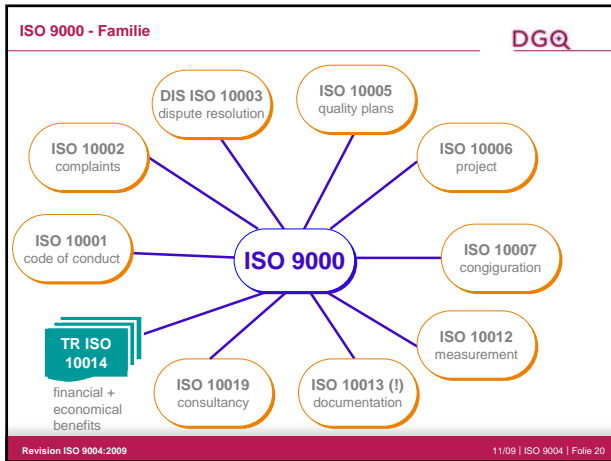 ISO 9000 - Familie
DGQ
DIS ISO 10003
dispute resolution
ISO 10005
quality plans
ISO 10002
complaints
ISO 10006
project
ISO 10001
code of conduct
ISO 9000
ISO 10007
congiguration
TR ISO
10014
financial +
economical
benefits
ISO 10019
consultancy
ISO 10013 (!)
documentation
ISO 10012
measurement
Revision ISO 9004:2009
11/09 | ISO 9004 | Folie 20